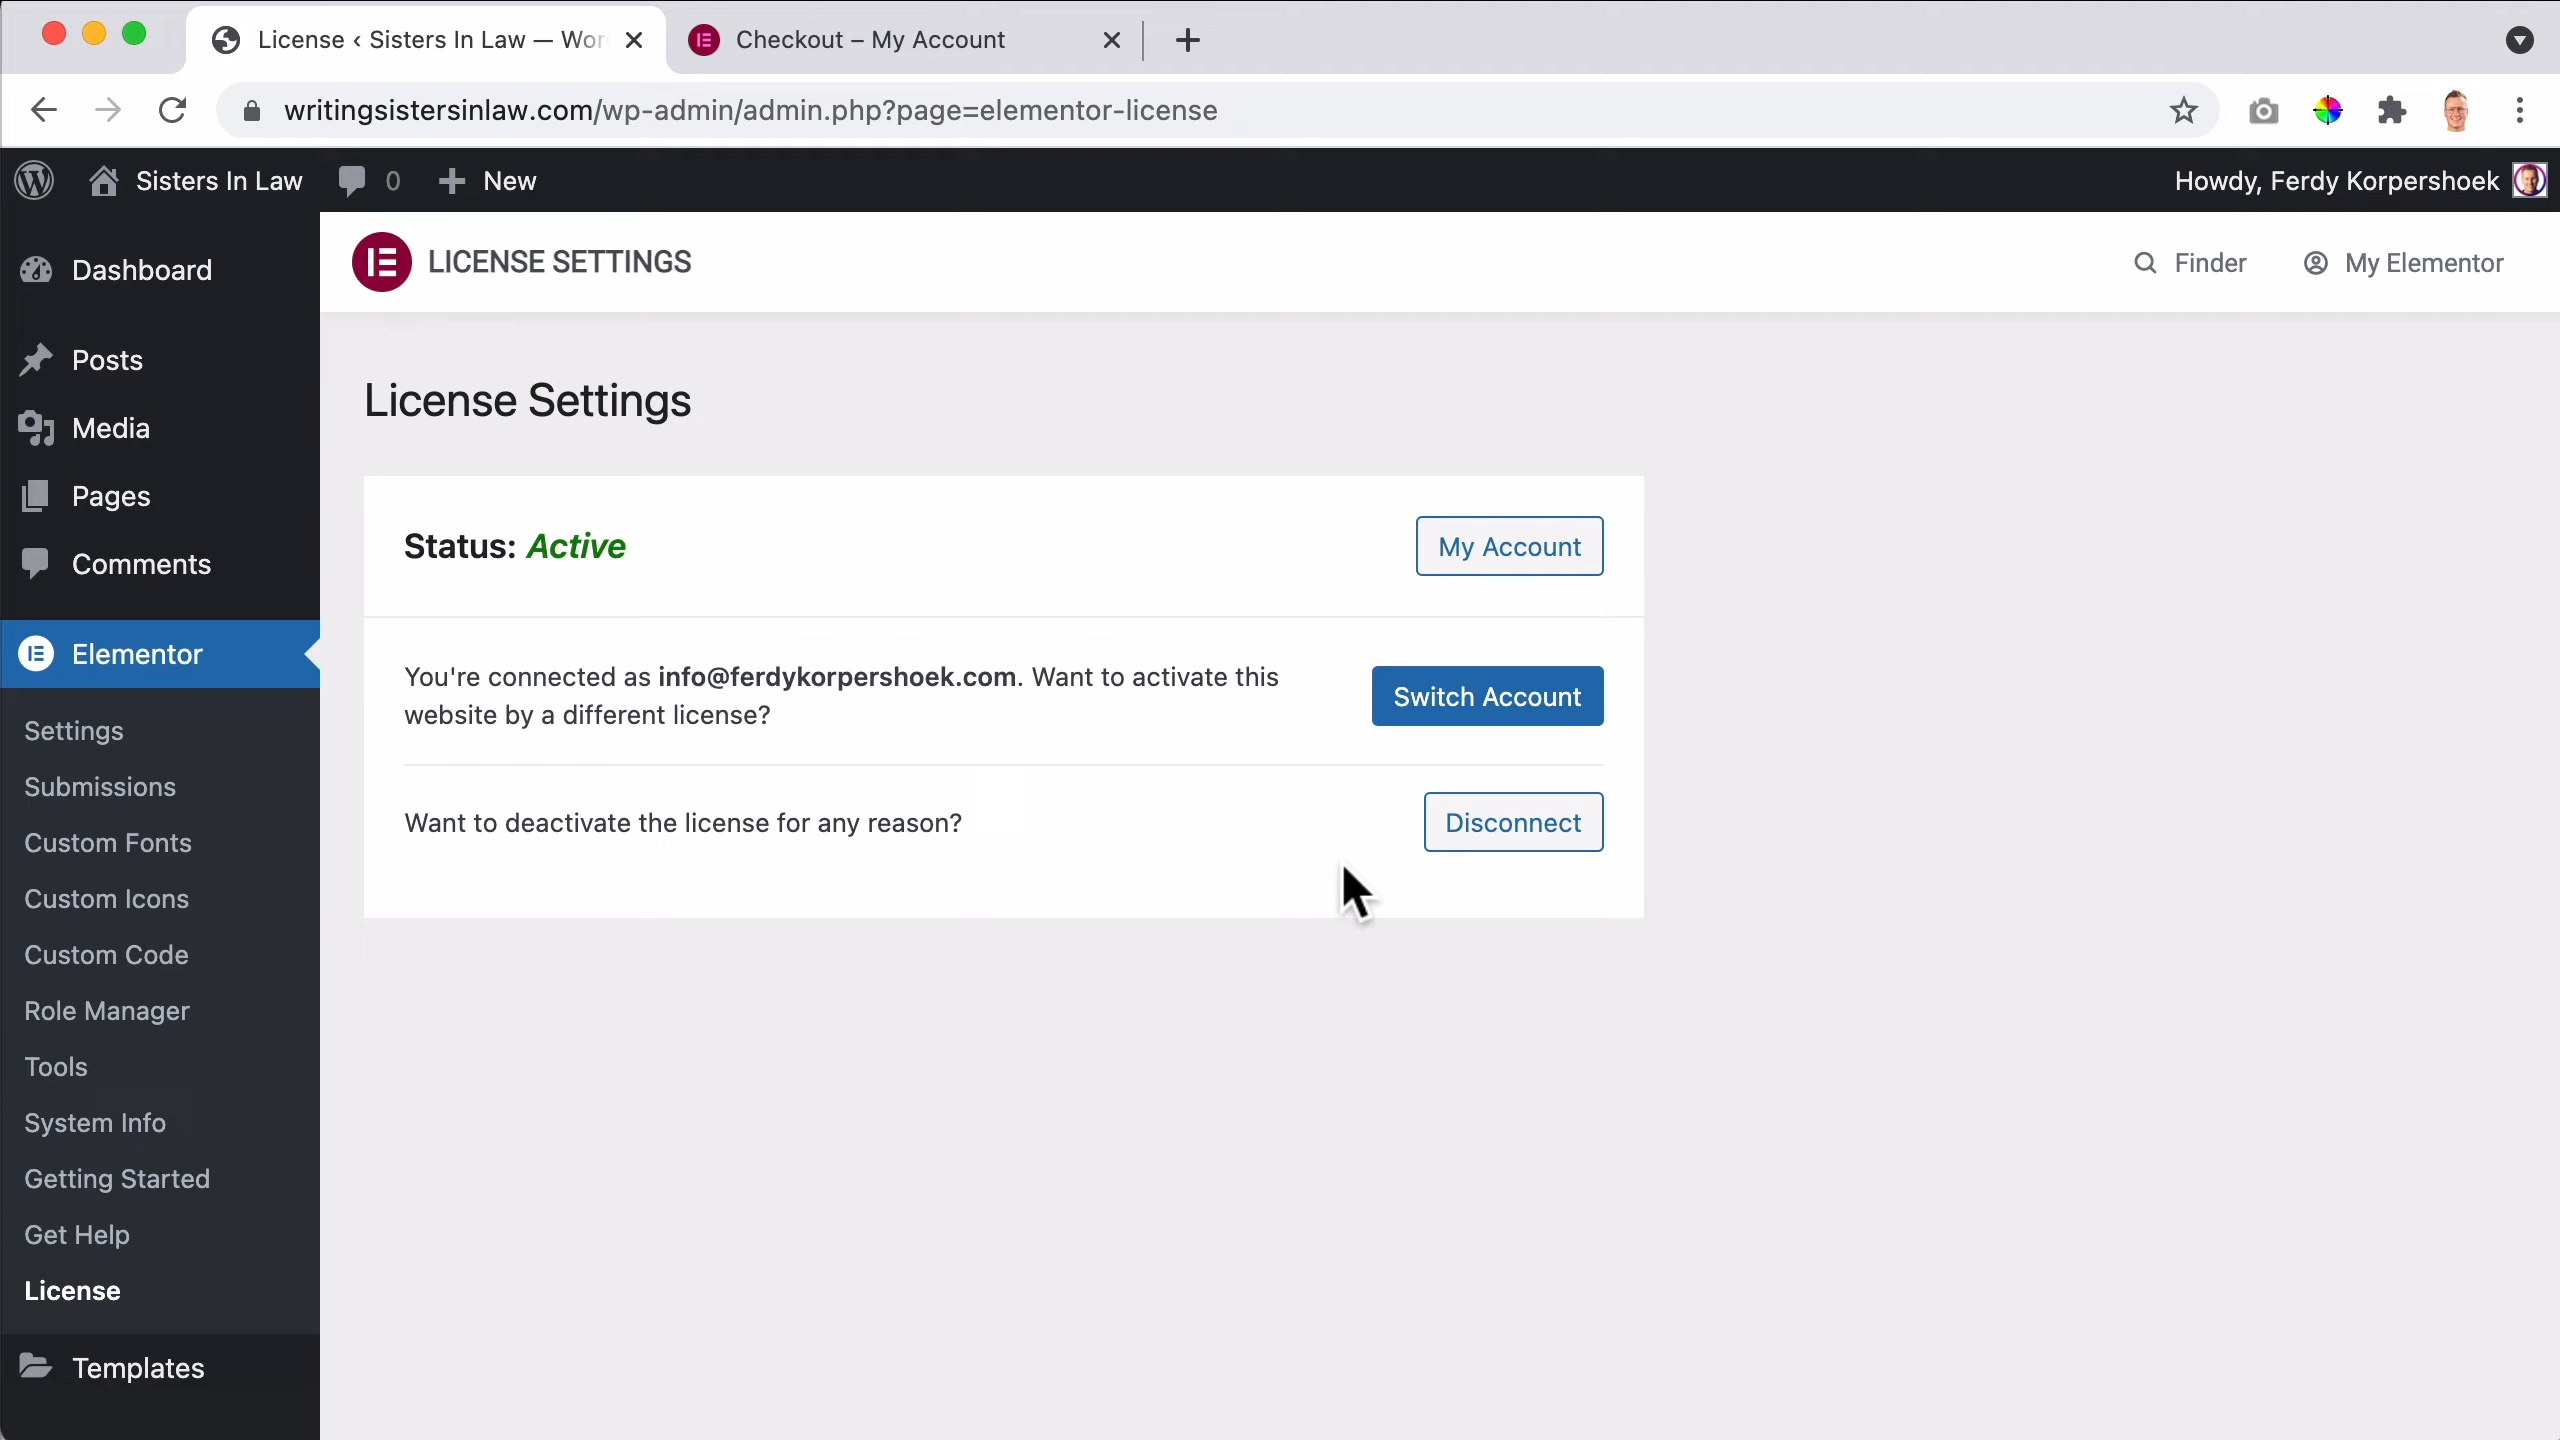 License ‹ Sisters In Law — Wor
Checkout – My Account
writingsistersinlaw.com/wp-admin/admin.php?page=elementor-license
Sisters In Law
0
New
Howdy, Ferdy Korpershoek
Dashboard
Posts
Media
Pages
Comments
Elementor
Settings
Submissions
Custom Fonts
Custom Icons
Custom Code
Role Manager
Tools
System Info
Getting Started
Get Help
License
Templates
LICENSE SETTINGS
Finder
My Elementor
License Settings
Status: Active
My Account
You're connected as info@ferdykorpershoek.com. Want to activate this
website by a different license?
Switch Account
Want to deactivate the license for any reason?
Disconnect